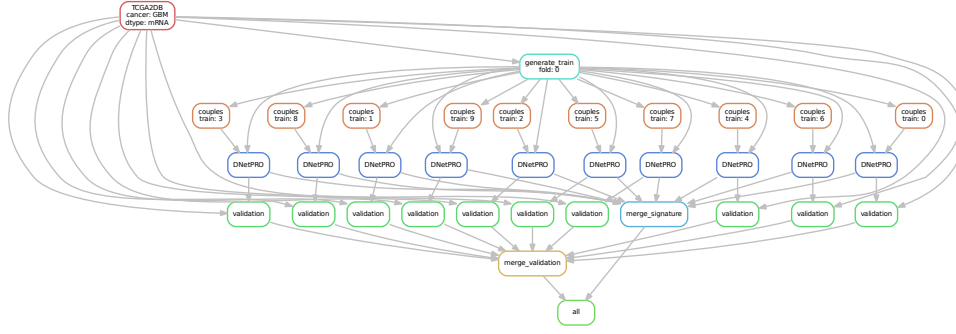 TCGA2DB
cancer: GBM
dtype: mRNA
generate_train
fold: 0
couples
train: 3
couples
train: 8
couples
train: 1
couples
train: 9
couples
train: 2
couples
train: 5
couples
train: 7
couples
train: 4
couples
train: 6
couples
train: 0
DNetPRO
DNetPRO
DNetPRO
DNetPRO
DNetPRO
DNetPRO
DNetPRO
DNetPRO
DNetPRO
DNetPRO
validation
validation
validation
validation
validation
validation
validation
merge_signature
validation
validation
validation
merge_validation
all